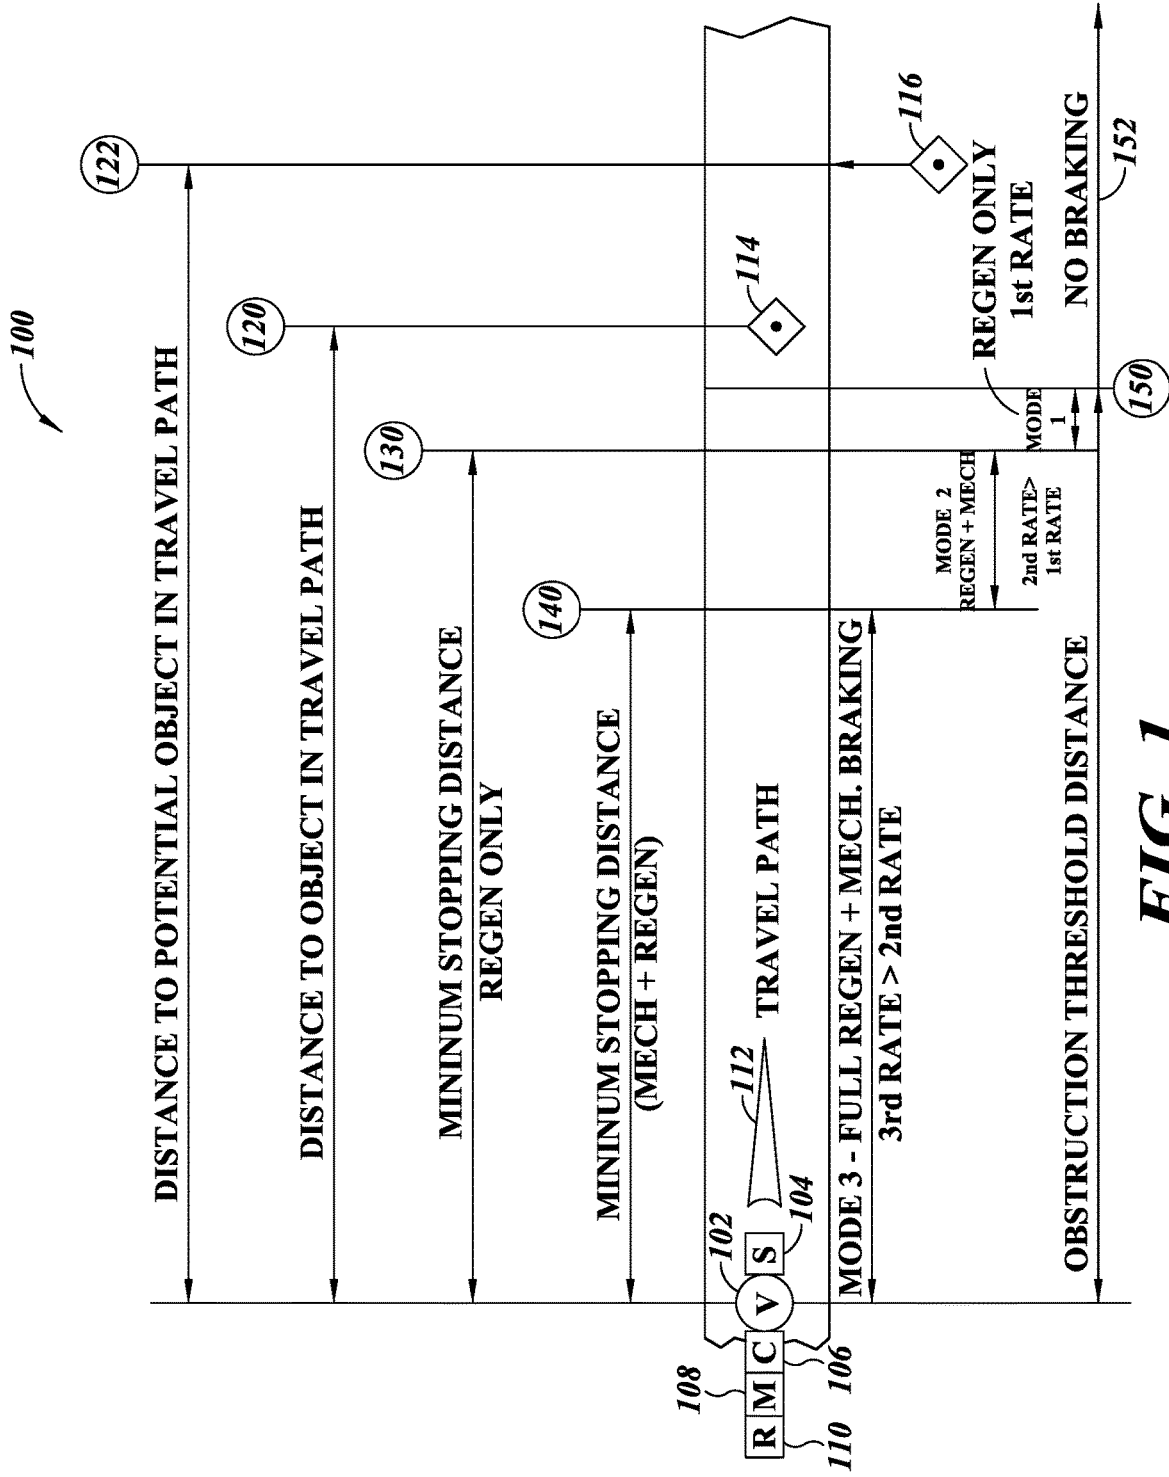 100
122
DISTANCE TO POTENTIAL OBJECT IN TRAVEL PATH
120
DISTANCE TO OBJECT IN TRAVEL PATH
130
MININUM STOPPING DISTANCE
REGEN ONLY
140
MININUM STOPPING DISTANCE
(MECH + REGEN)
108
102
112
114
R M C V S
TRAVEL PATH
110
106
104
116
MODE 3 - FULL REGEN + MECH. BRAKING
3rd RATE > 2nd RATE
MODE 2
REGEN + MECH
2nd RATE>
1st RATE
REGEN ONLY
1st RATE
MODE
1
OBSTRUCTION THRESHOLD DISTANCE
NO BRAKING
152
150
FIG. 1